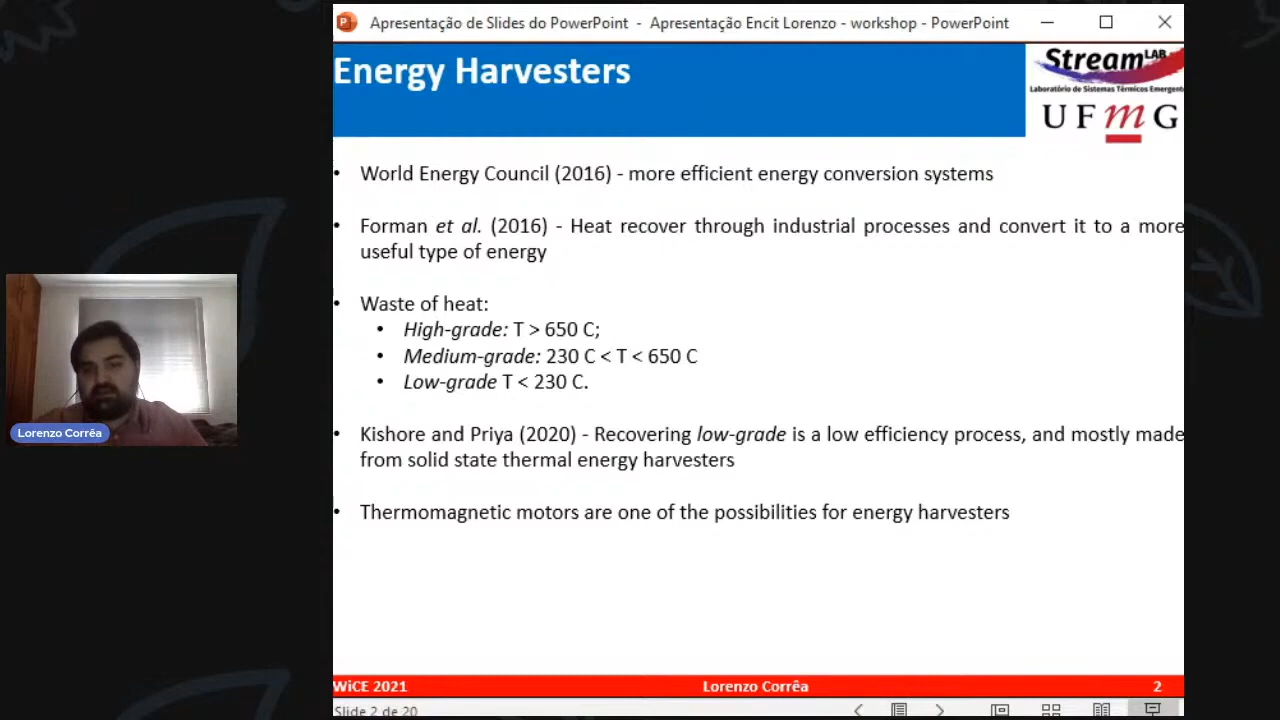 Apresentação de Slides do PowerPoint - Apresentação Encit Lorenzo - workshop - PowerPoint
Energy Harvesters
StreamLAB
Laboratório de Sistemas Térmicos Emergent
UFmG
• World Energy Council (2016) - more efficient energy conversion systems
• Forman et al. (2016) - Heat recover through industrial processes and convert it to a more
useful type of energy
• Waste of heat:
• High-grade: T > 650 C;
• Medium-grade: 230 C < T < 650 C
• Low-grade T < 230 C.
• Kishore and Priya (2020) - Recovering low-grade is a low efficiency process, and mostly made
from solid state thermal energy harvesters
• Thermomagnetic motors are one of the possibilities for energy harvesters
Lorenzo Corrêa
WiCE 2021 Lorenzo Corrêa 2
Slide 2 de 20